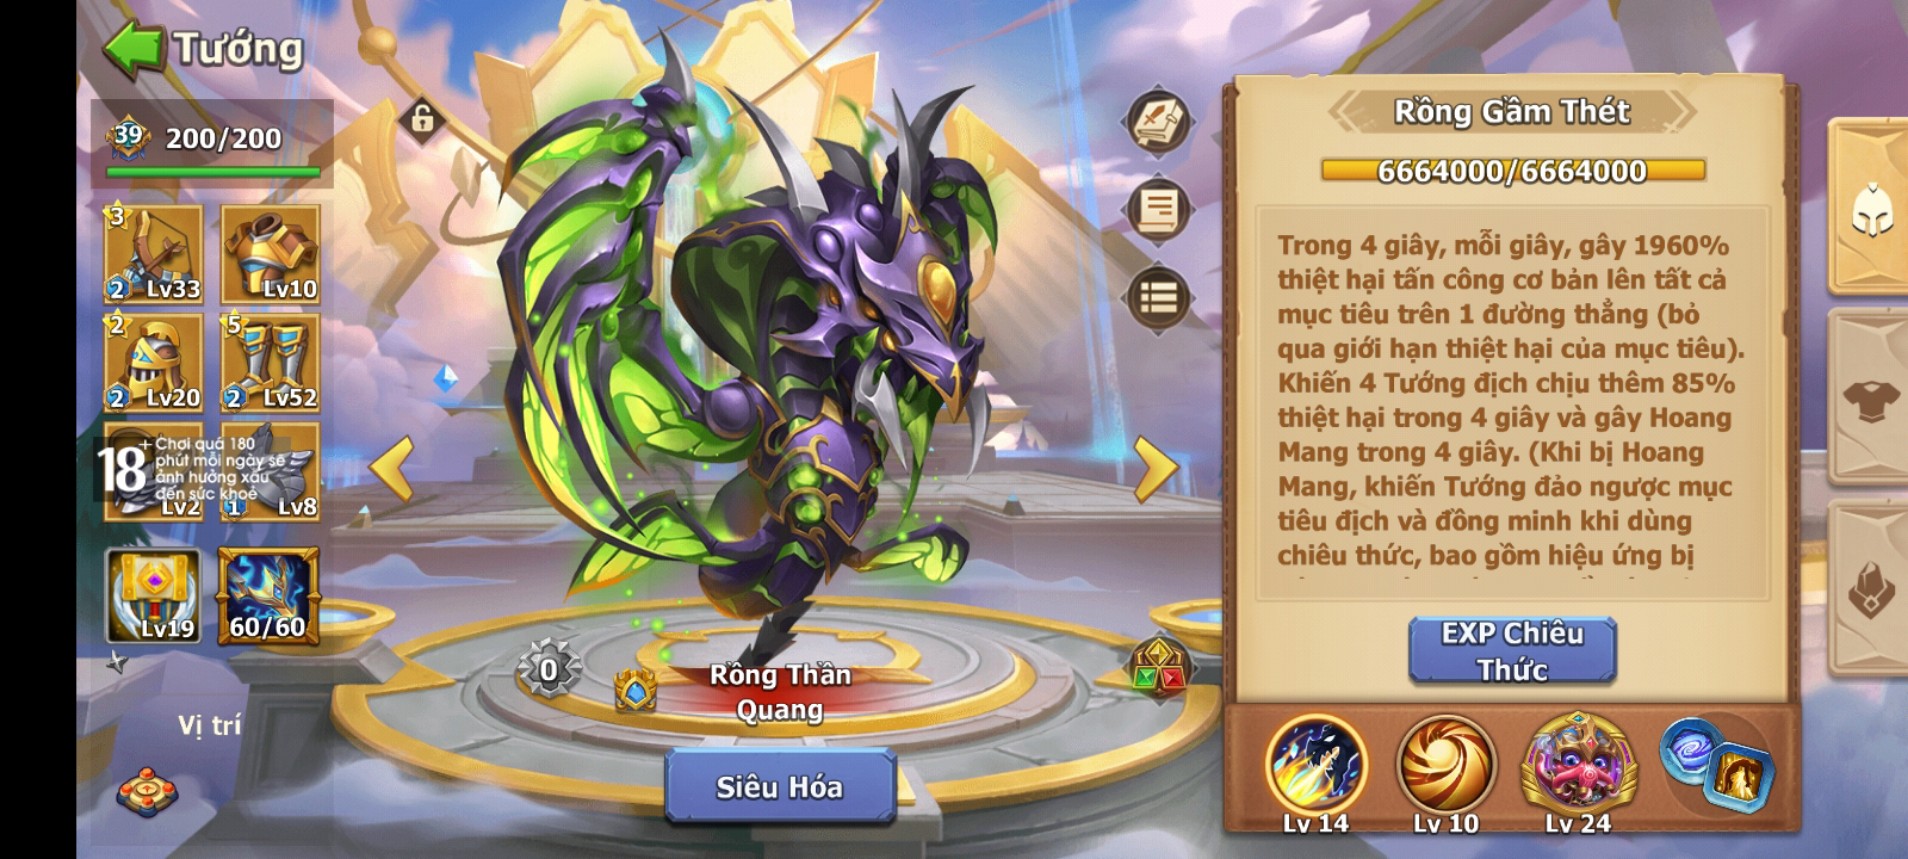 Tướng
39
200/200
3
2
Lv33
Lv10
2
2
Lv20
5
2
Lv52
18+
Chơi quá 180
phút mỗi ngày sẽ
ảnh hưởng xấu
đến sức khoẻ
Lv2
1
Lv8
Lv19
60/60
Vị trí
0
Rồng Thần
Quang
Siêu Hóa
Rồng Gầm Thét
6664000/6664000
Trong 4 giây, mỗi giây, gây 1960%
thiệt hại tấn công cơ bản lên tất cả
mục tiêu trên 1 đường thẳng (bỏ
qua giới hạn thiệt hại của mục tiêu).
Khiến 4 Tướng địch chịu thêm 85%
thiệt hại trong 4 giây và gây Hoang
Mang trong 4 giây. (Khi bị Hoang
Mang, khiến Tướng đảo ngược mục
tiêu địch và đồng minh khi dùng
chiêu thức, bao gồm hiệu ứng bị
EXP Chiêu
Thức
Lv 14
Lv 10
Lv 24